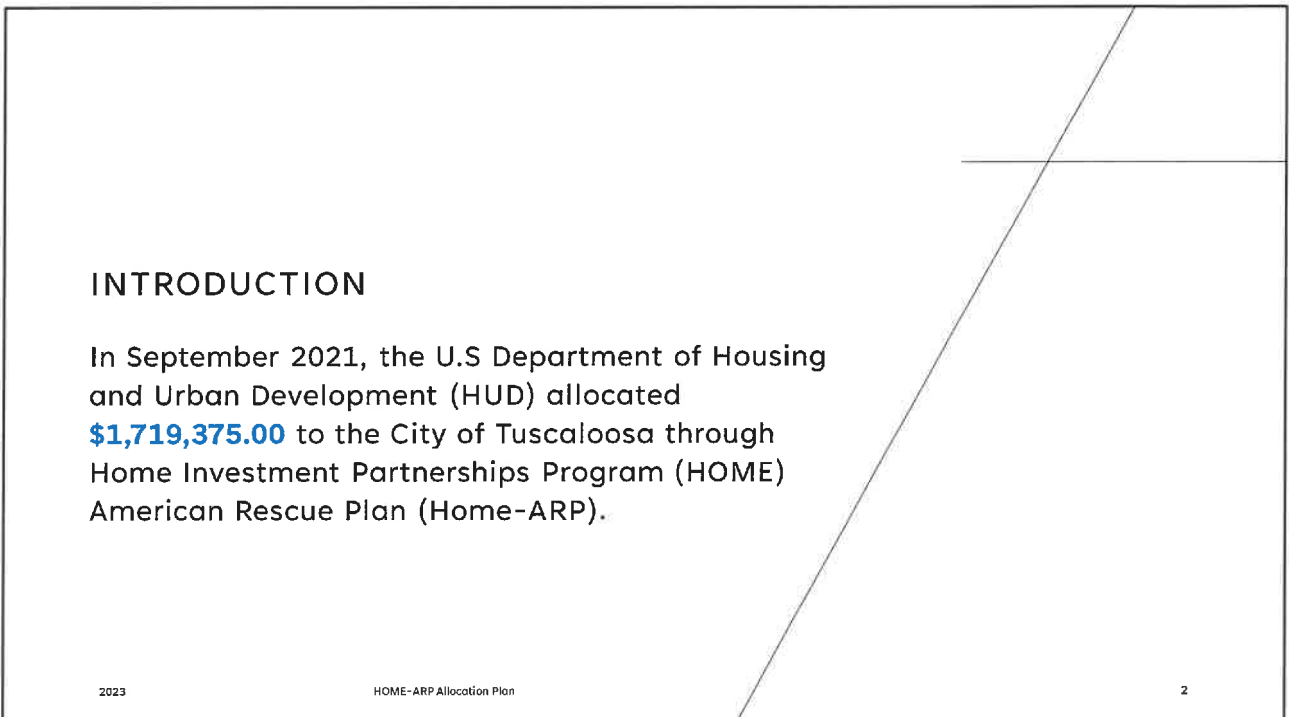 INTRODUCTION
In September 2021, the U.S Department of Housing
and Urban Development (HUD) allocated
$1,719,375.00 to the City of Tuscaloosa through
Home Investment Partnerships Program (HOME)
American Rescue Plan (Home-ARP).
2023 HOME-ARP Allocation Plan 2